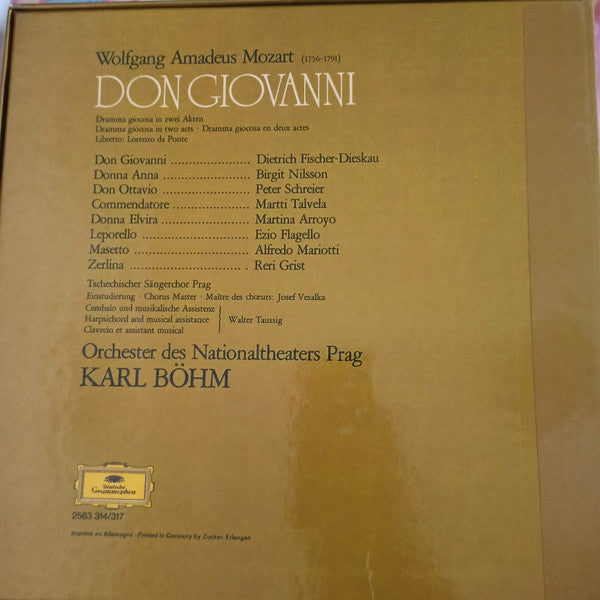 Wolfgang Amadeus Mozart (1756-1791)
DON GIOVANNI
Dramma giocosa in zwei Akten
Dramma giocosa in two acts · Dramma giocosa en deux actes
Libretto: Lorenzo da Ponte
Don Giovanni ..................... Dietrich Fischer-Dieskau
Donna Anna ....................... Birgit Nilsson
Don Ottavio ....................... Peter Schreier
Commendatore .................. Martti Talvela
Donna Elvira ..................... Martina Arroyo
Leporello ........................... Ezio Flagello
Masetto ............................. Alfredo Mariotti
Zerlina .............................. Reri Grist
Tschechischer Sängerchor Prag
Einstudierung · Chorus Master · Maître des chœurs: Josef Vesalka
Cembalo und musikalische Assistenz
Harpsichord and musical assistance
Walter Taussig
Clavecin et assistant musical
Orchester des Nationaltheaters Prag
KARL BÖHM
Deutsche
Grammophon
2563 314/317
Imprimé en Allemagne · Printed in Germany by Zucker, Erlangen